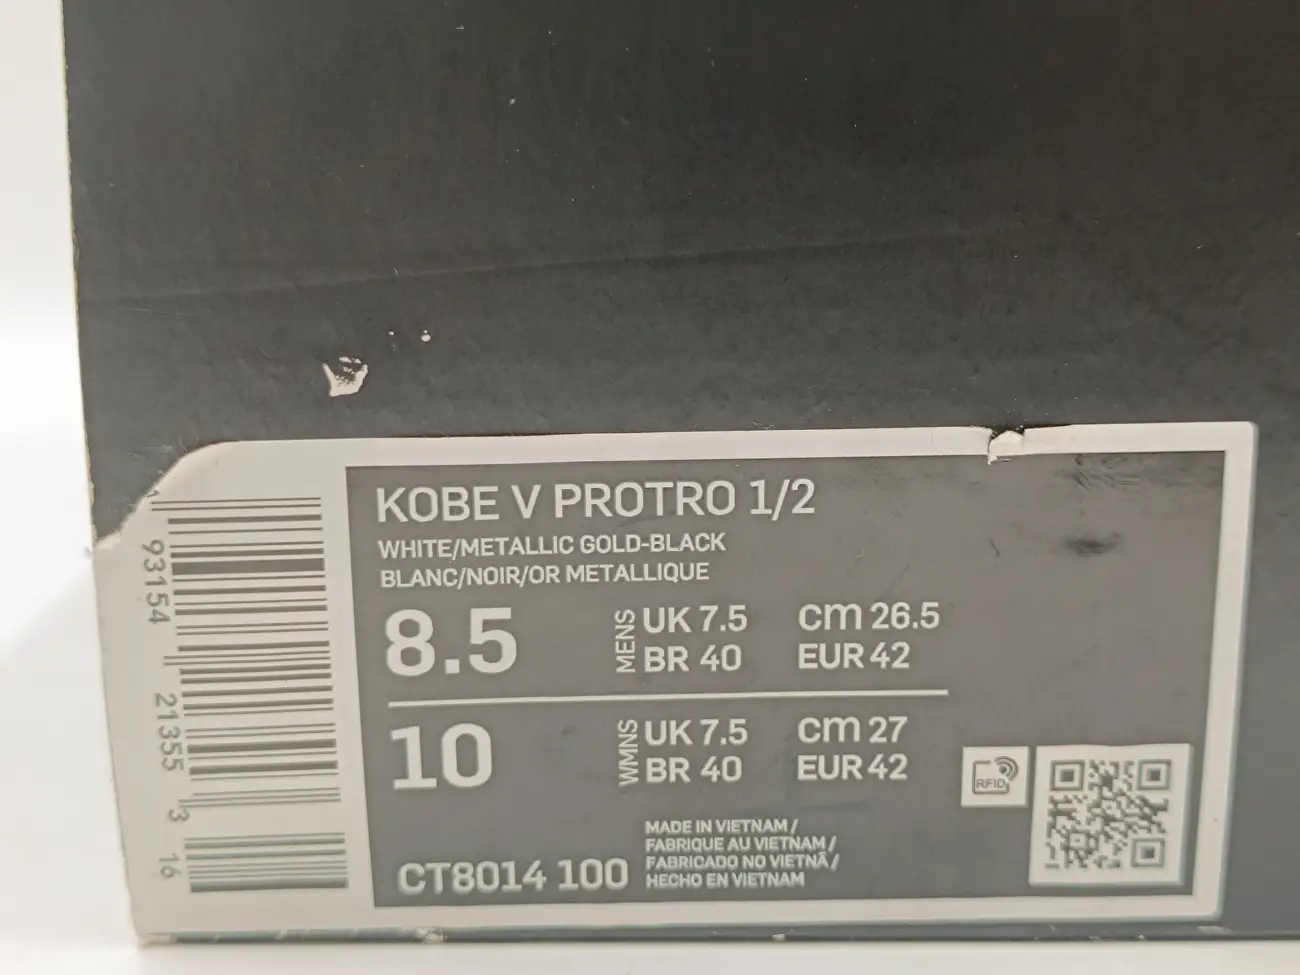 KOBE V PROTRO 1/2
WHITE/METALLIC GOLD-BLACK
BLANC/NOIR/OR METALLIQUE
8.5
MENS
UK 7.5 cm 26.5
BR 40 EUR 42
10
WMNS
UK 7.5 cm 27
BR 40 EUR 42
CT8014 100
MADE IN VIETNAM /
FABRIQUE AU VIETNAM /
FABRICADO NO VIETNÃ /
HECHO EN VIETNAM
RFID
1 93154 21355 3 16